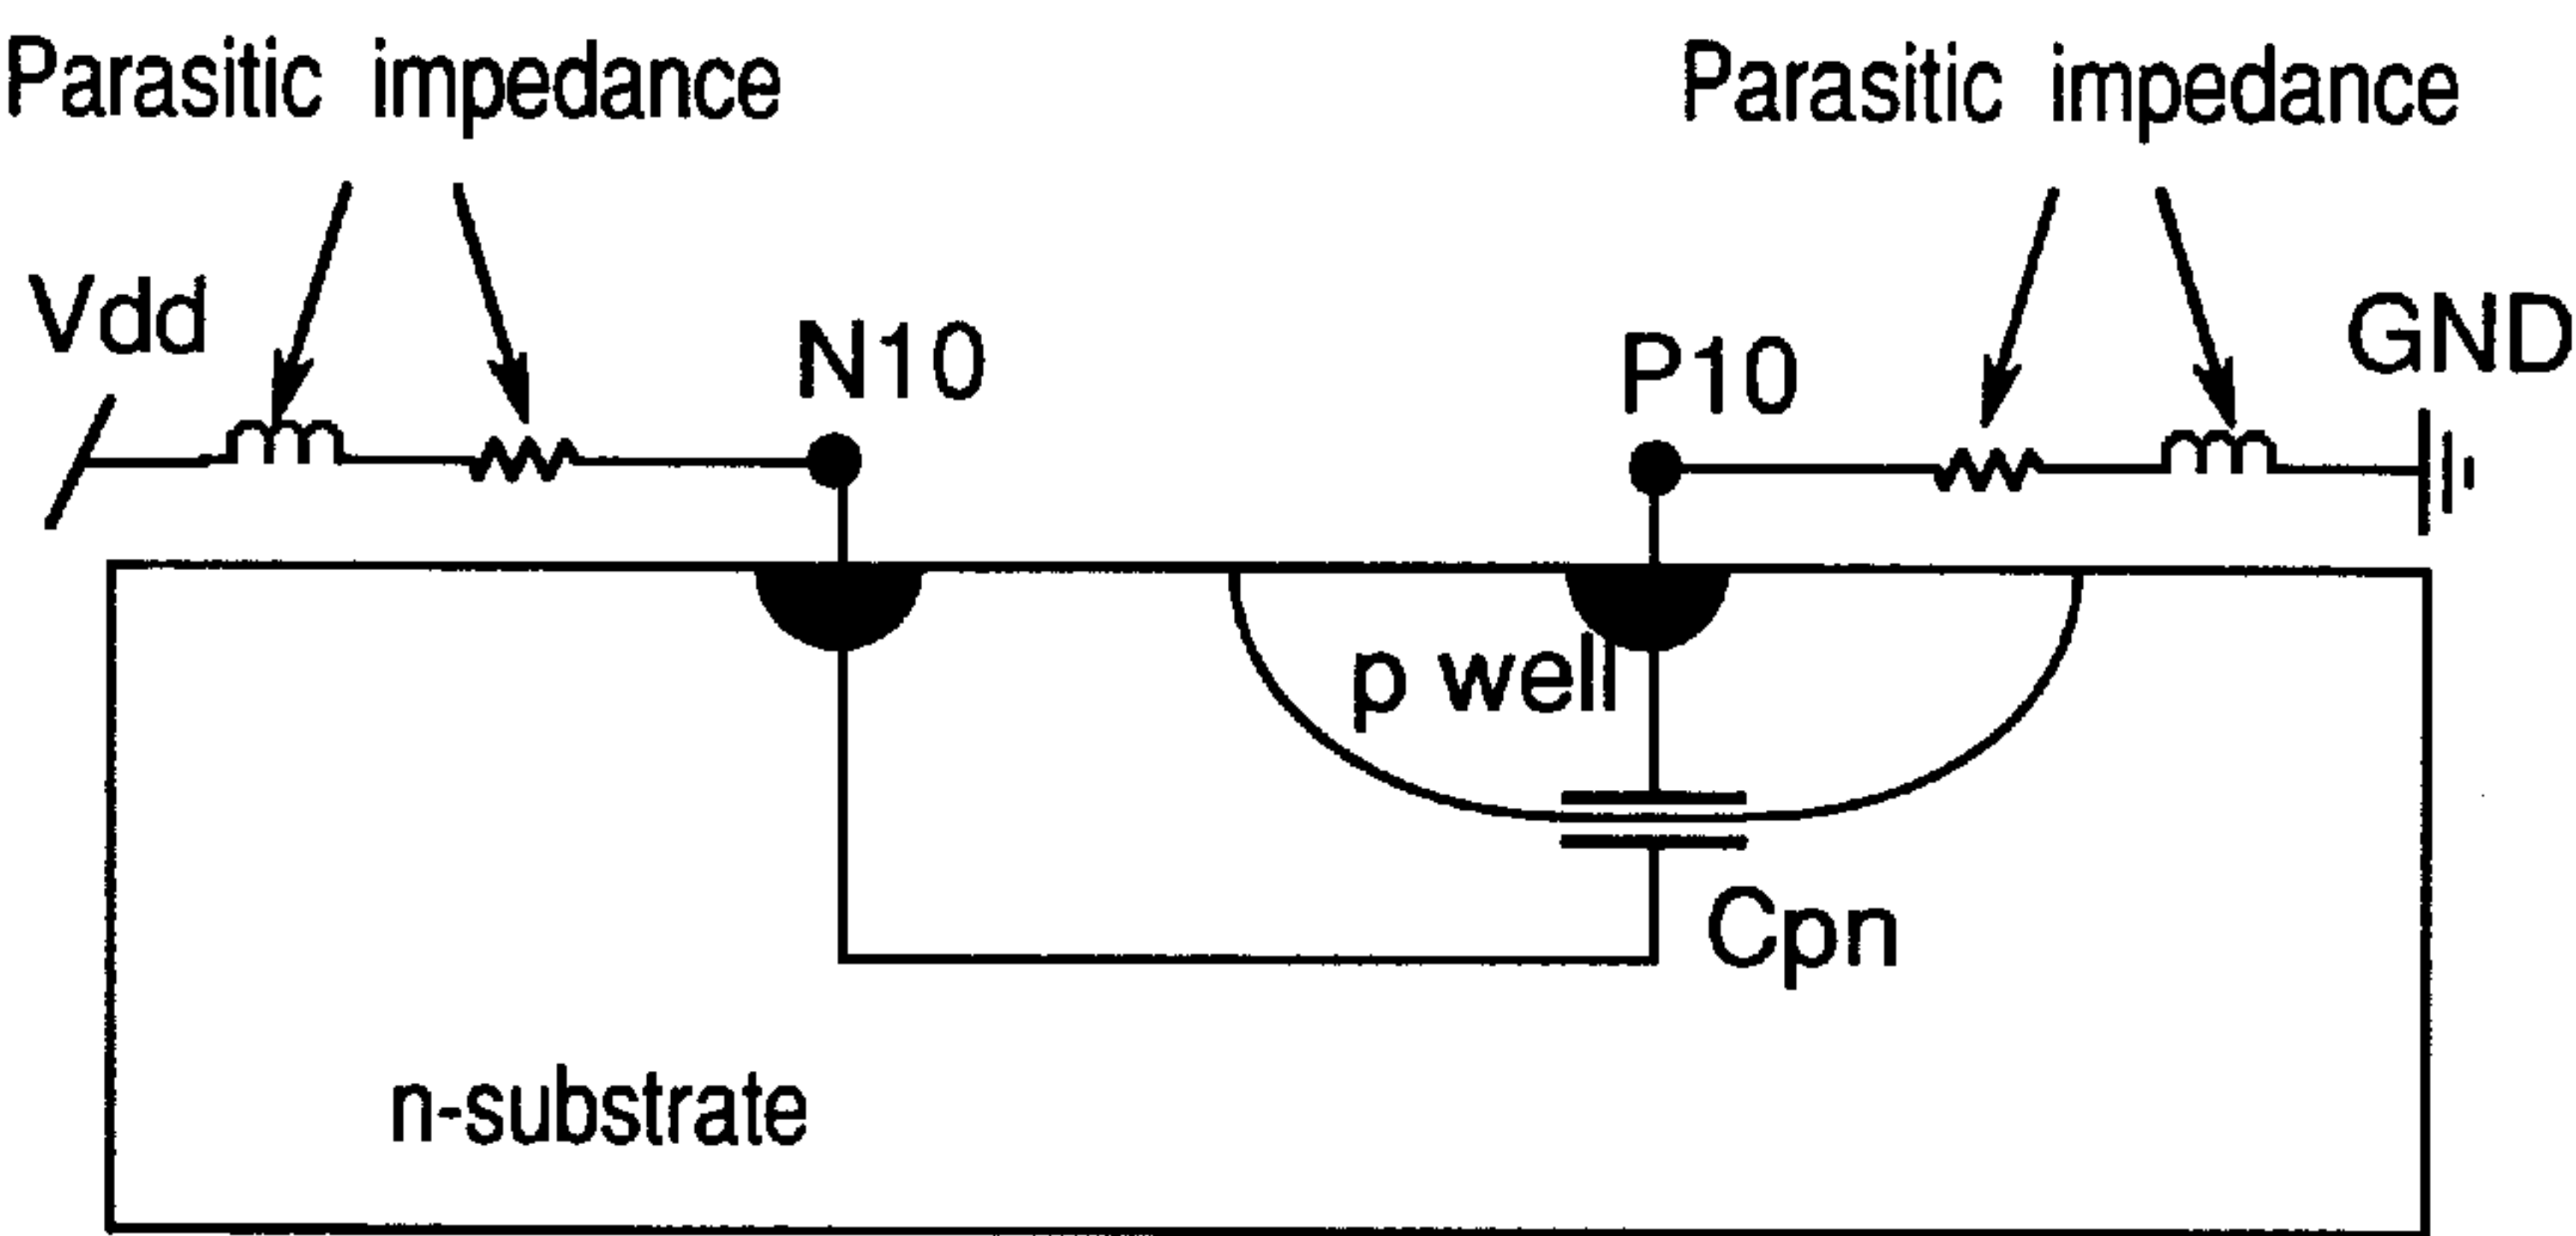 Parasitic impedance
Parasitic impedance
Vdd
N10
P10
GND
p well
Cpn
n-substrate